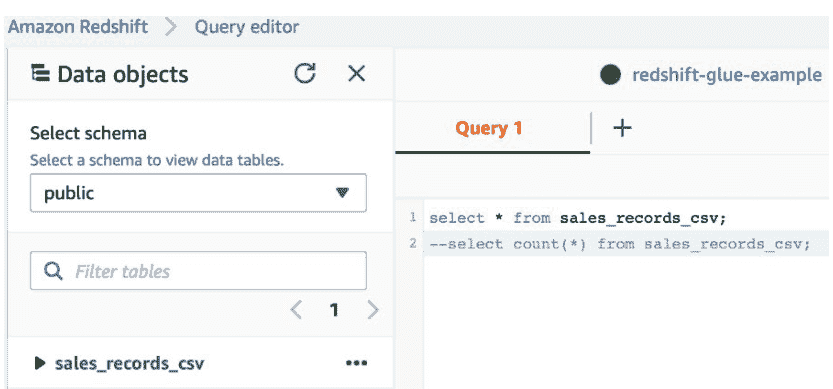 Amazon Redshift > Query editor
Data objects
Select schema
Select a schema to view data tables.
public
Filter tables
< 1 >
sales_records_csv
redshift-glue-example
Query 1 +
1 select * from sales_records_csv;
2 --select count(*) from sales_records_csv;